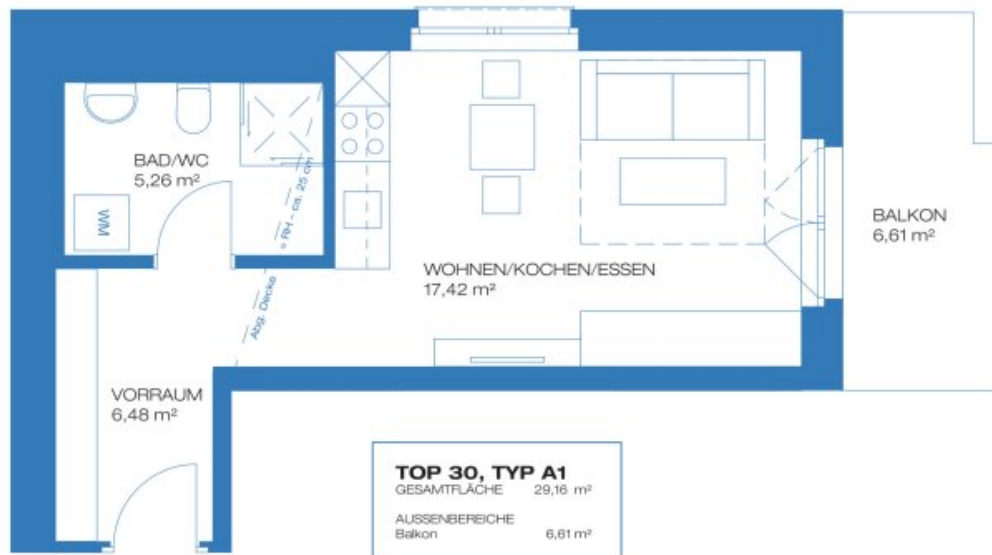 BAD/WC
5,26 m²
WM
Abg. Decke
= RH - ca. 25 cm
WOHNEN/KOCHEN/ESSEN
17,42 m²
BALKON
6,61 m²
VORRAUM
6,48 m²
TOP 30, TYP A1
GESAMTFLÄCHE 29,16 m²
AUSSENBEREICHE
Balkon 6,61 m²